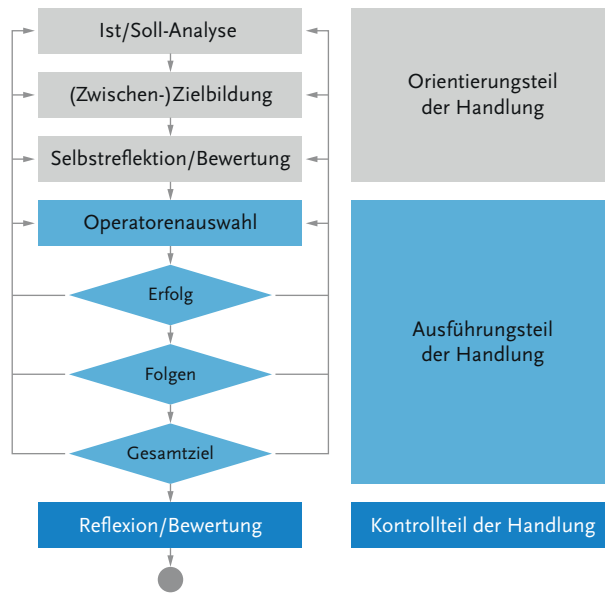 Ist/Soll-Analyse
(Zwischen-)Zielbildung
Selbstreflektion/Bewertung
Orientierungsteil
der Handlung
Operatorenauswahl
Erfolg
Folgen
Gesamtziel
Ausführungsteil
der Handlung
Reflexion/Bewertung
Kontrollteil der Handlung